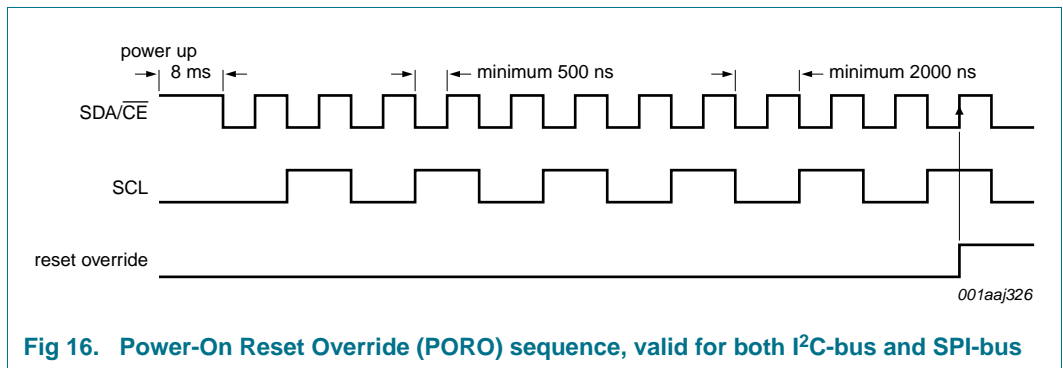 power up
8 ms
minimum 500 ns
minimum 2000 ns
SDA/C̅E̅
SCL
reset override
001aaj326
Fig 16. Power-On Reset Override (PORO) sequence, valid for both I²C-bus and SPI-bus